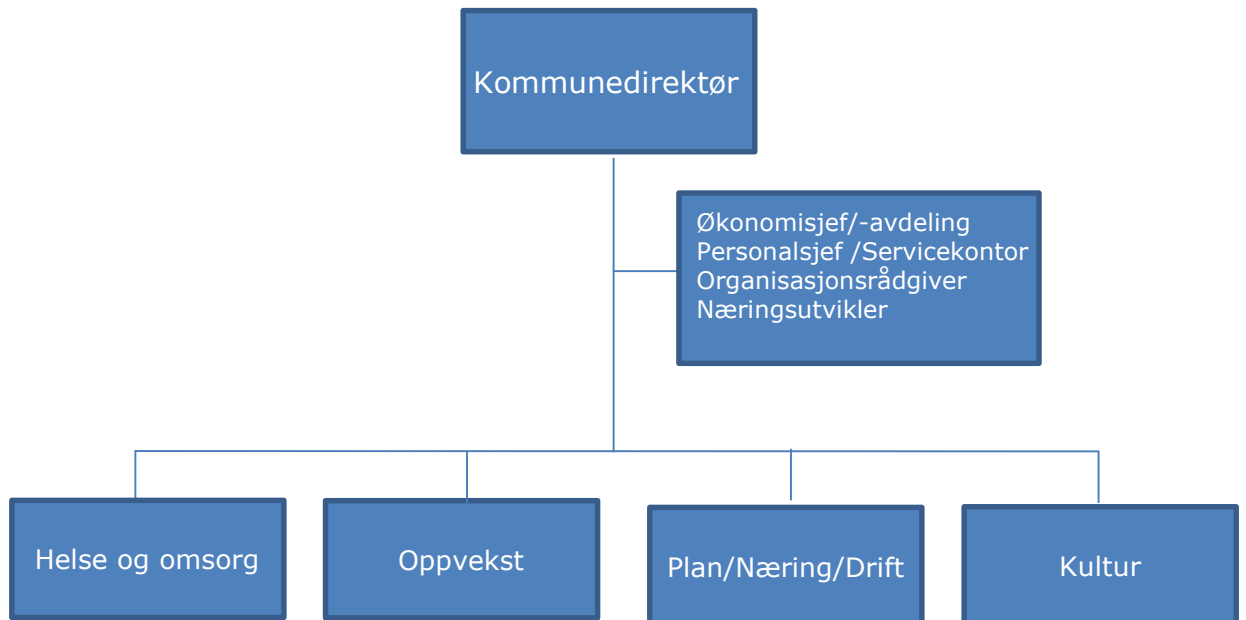 Kommunedirektør
Økonomisjef/-avdeling
Personalsjef /Servicekontor
Organisasjonsrådgiver
Næringsutvikler
Helse og omsorg
Oppvekst
Plan/Næring/Drift
Kultur